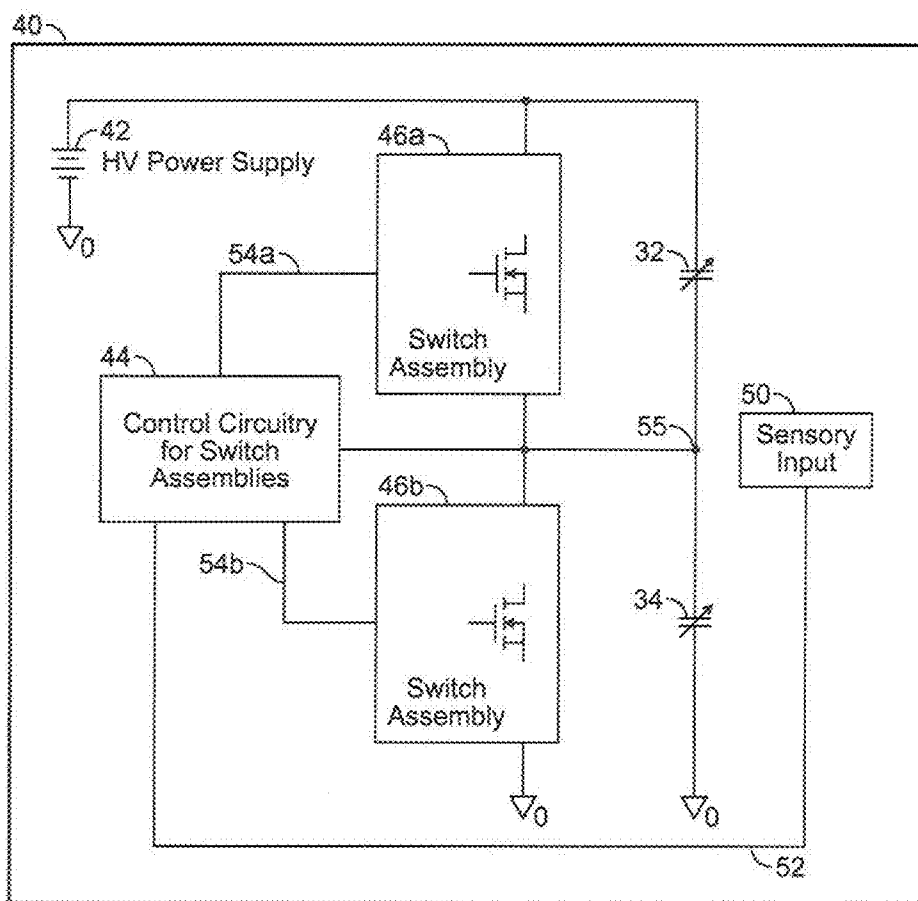 40
42
HV Power Supply
0
46a
54a
Switch
Assembly
32
44
Control Circuitry
for Switch
Assemblies
55
50
Sensory
Input
46b
54b
Switch
Assembly
34
0
0
52